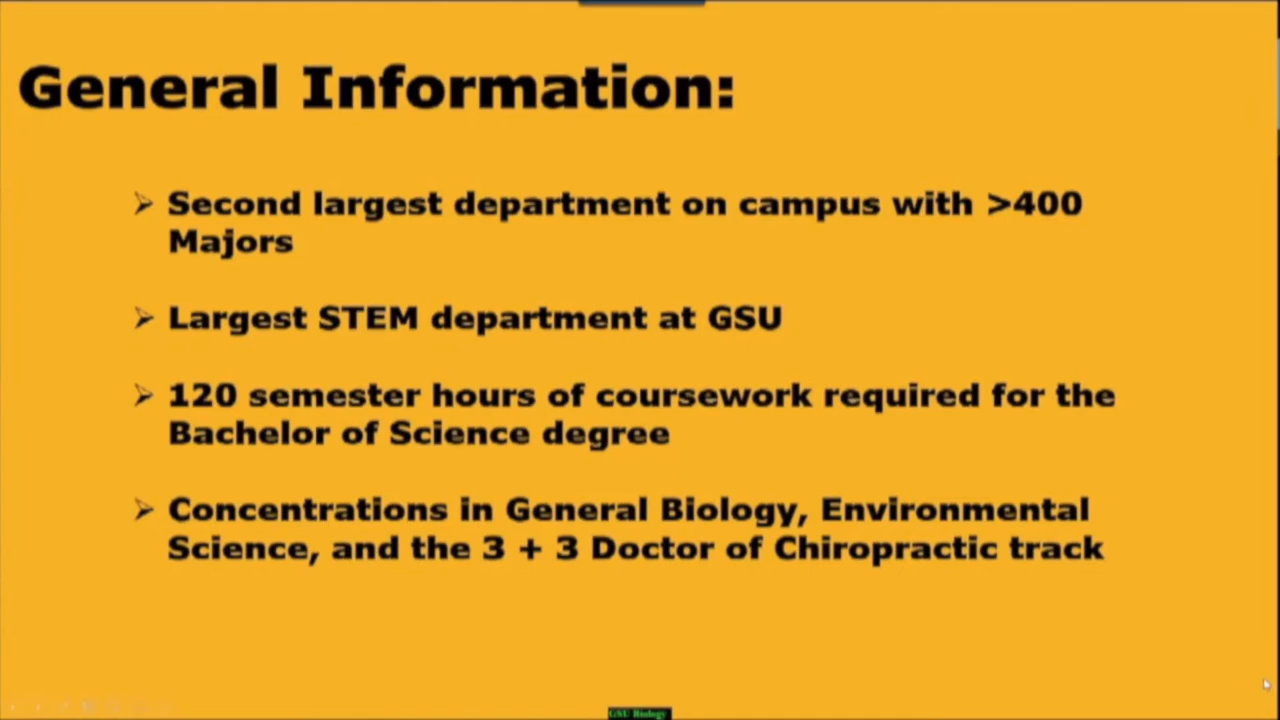 General Information:
Second largest department on campus with >400
Majors
Largest STEM department at GSU
120 semester hours of coursework required for the
Bachelor of Science degree
Concentrations in General Biology, Environmental
Science, and the 3 + 3 Doctor of Chiropractic track
GSU Biology